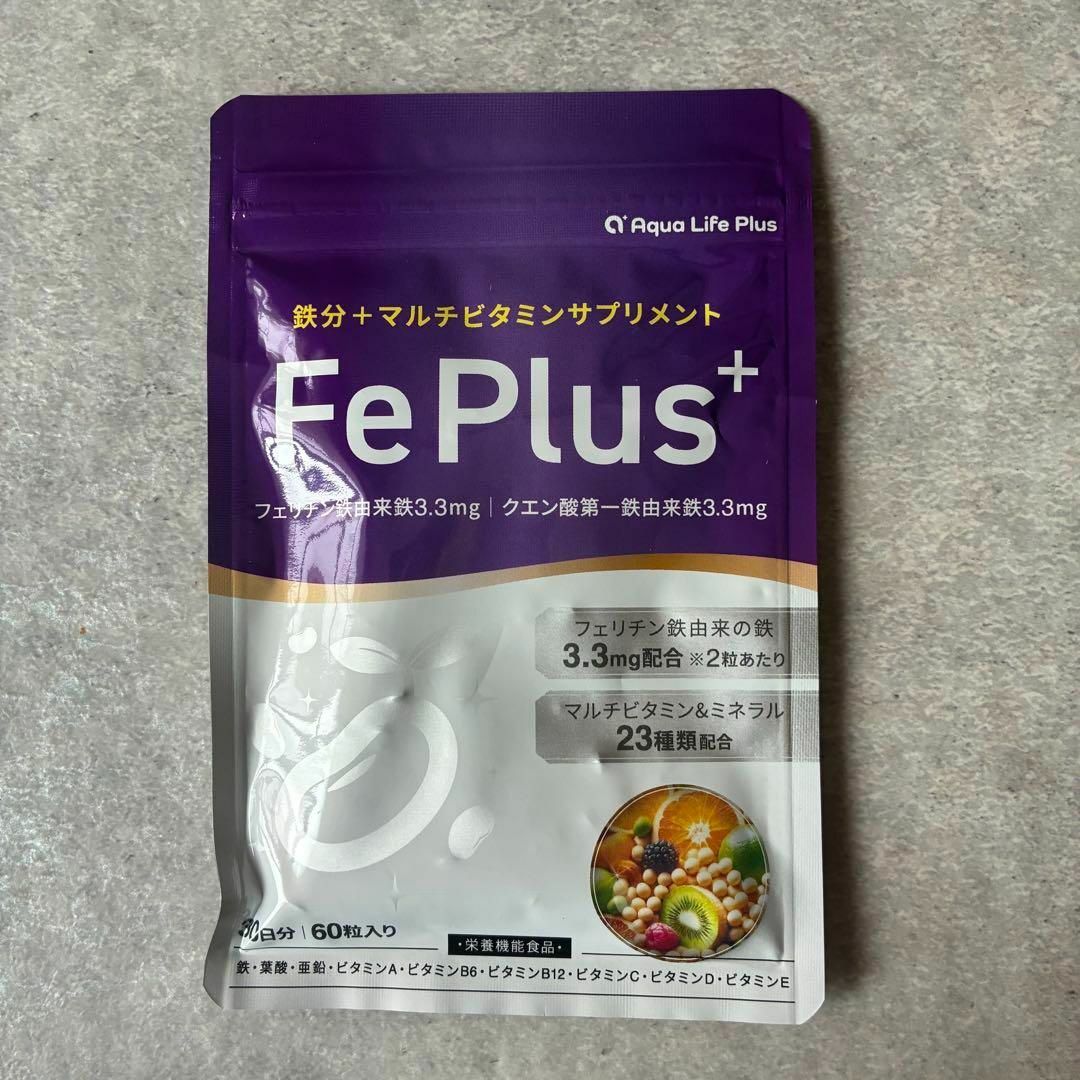 Aqua Life Plus
鉄分＋マルチビタミンサプリメント
Fe Plus+
フェリチン鉄由来鉄3.3mg｜クエン酸第一鉄由来鉄3.3mg
フェリチン鉄由来の鉄
3.3mg配合 ※2粒あたり
マルチビタミン&ミネラル
23種類配合
30日分｜60粒入り
・栄養機能食品・
鉄・葉酸・亜鉛・ビタミンA・ビタミンB6・ビタミンB12・ビタミンC・ビタミンD・ビタミンE